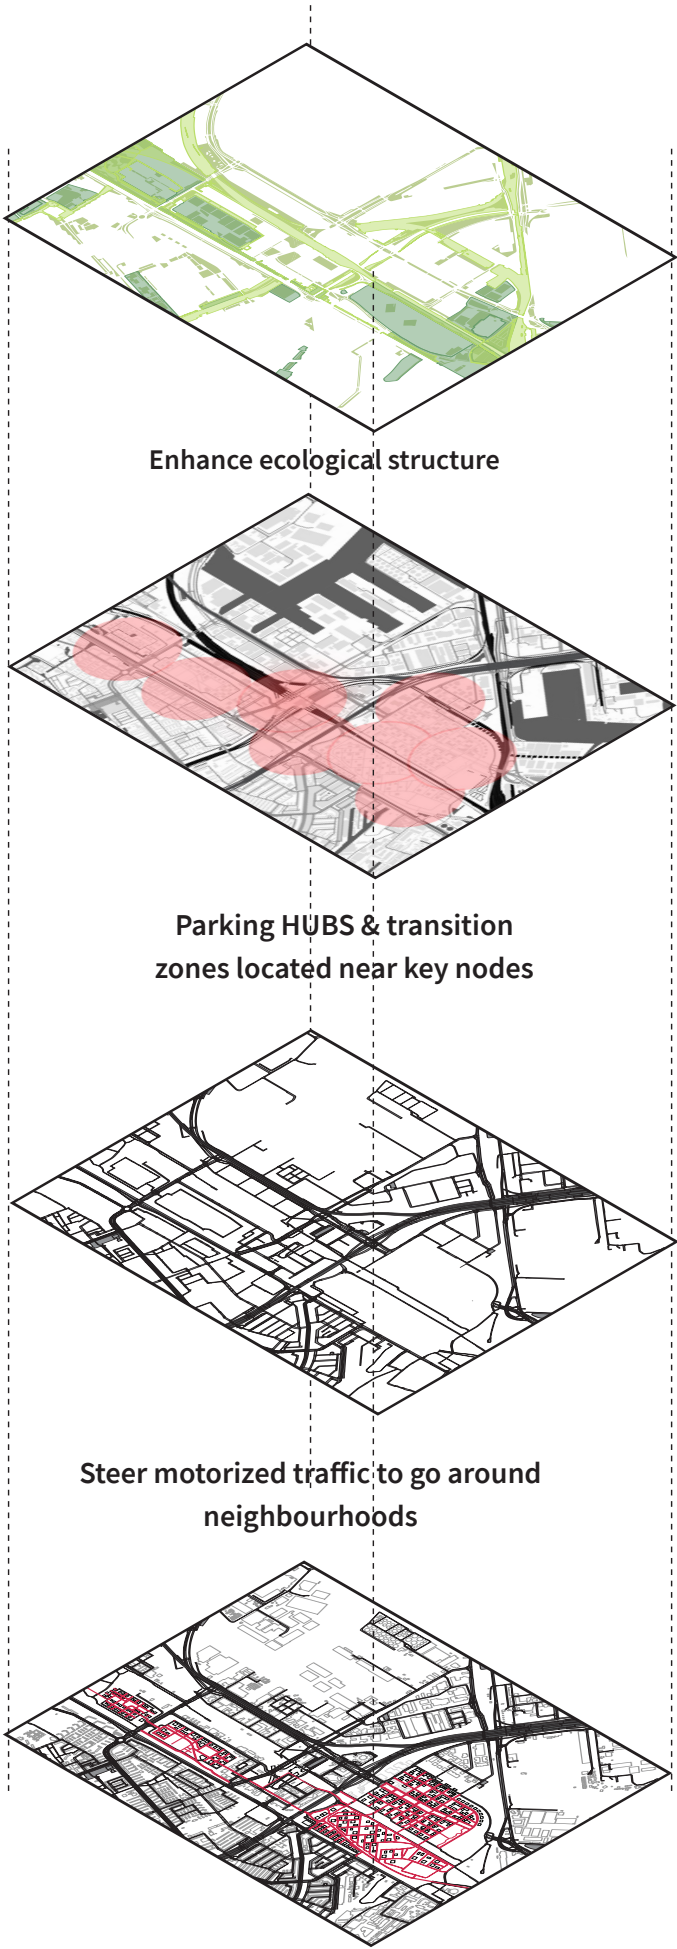 Enhance ecological structure
Parking HUBS & transition
zones located near key nodes
Steer motorized traffic to go around
neighbourhoods